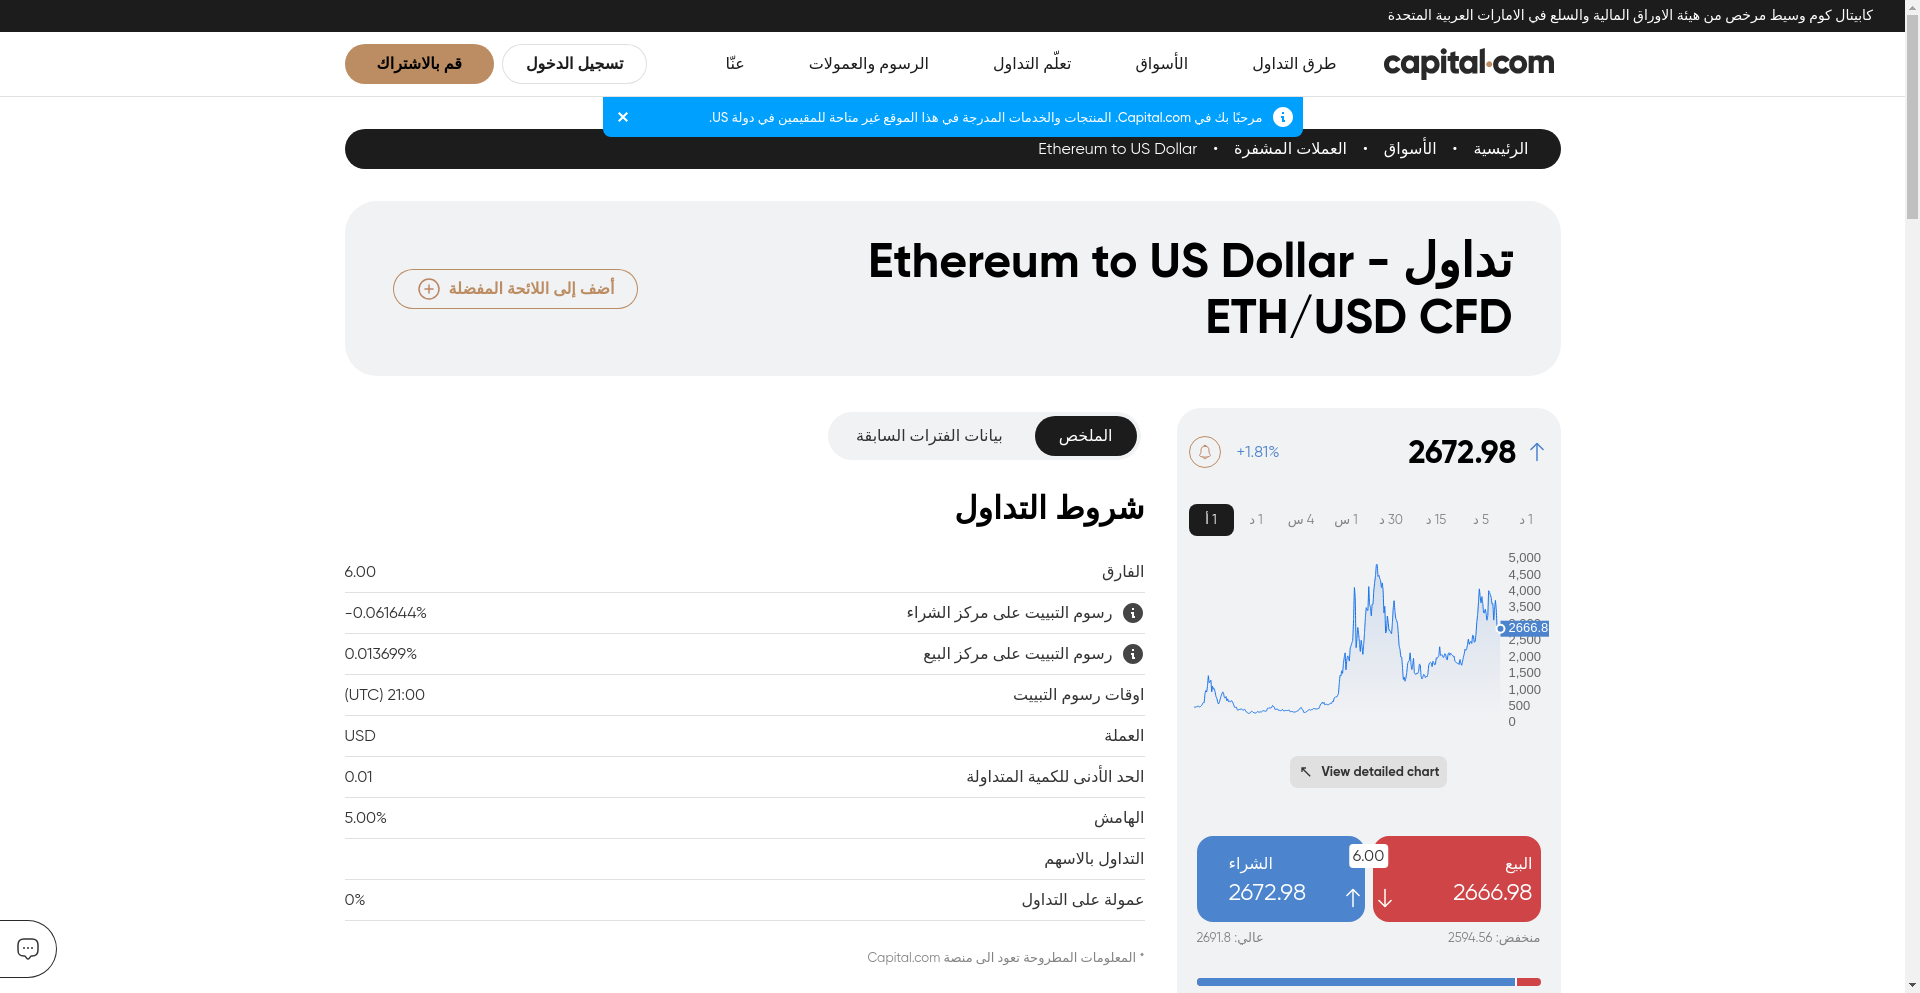 كابيتال كوم وسيط مرخص من هيئة الاوراق المالية والسلع في الامارات العربية المتحدة
capital.com
طرق التداول
الأسواق
تعلّم التداول
الرسوم والعمولات
عنّا
تسجيل الدخول
قم بالاشتراك
مرحبًا بك في Capital.com. المنتجات والخدمات المدرجة في هذا الموقع غير متاحة للمقيمين في دولة US.
الرئيسية • الأسواق • العملات المشفرة • Ethereum to US Dollar
تداول Ethereum to US Dollar -
ETH/USD CFD
أضف إلى اللائحة المفضلة
2672.98
+1.81%
1 د
5 د
15 د
30 د
1 س
4 س
1 د
1 أ
5,000
4,500
4,000
3,500
2666.8
2,500
2,000
1,500
1,000
500
0
View detailed chart
البيع
2666.98
6.00
الشراء
2672.98
منخفض: 2594.56
عالي: 2691.8
الملخص
بيانات الفترات السابقة
شروط التداول
الفارق 6.00
رسوم التبييت على مركز الشراء -0.061644%
رسوم التبييت على مركز البيع 0.013699%
اوقات رسوم التبييت 21:00 (UTC)
العملة USD
الحد الأدنى للكمية المتداولة 0.01
الهامش 5.00%
التداول بالاسهم
عمولة على التداول 0%
* المعلومات المطروحة تعود الى منصة Capital.com